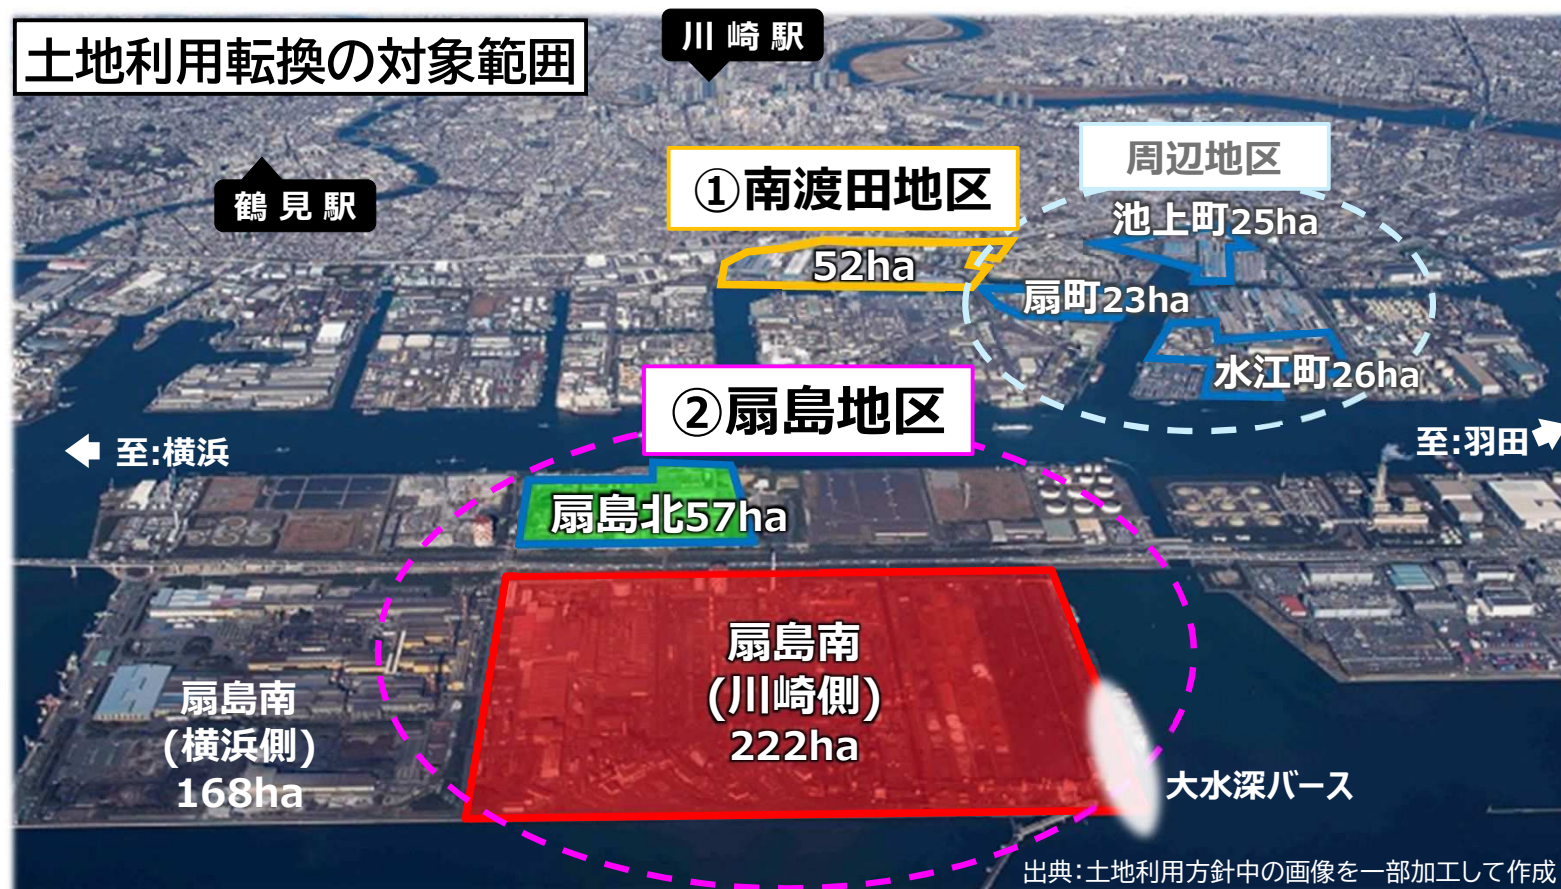 土地利用転換の対象範囲
川崎駅
鶴見駅
①南渡田地区
52ha
周辺地区
池上町25ha
扇町23ha
水江町26ha
②扇島地区
至:横浜
至:羽田
扇島北57ha
扇島南
(川崎側)
222ha
扇島南
(横浜側)
168ha
大水深バース
出典:土地利用方針中の画像を一部加工して作成